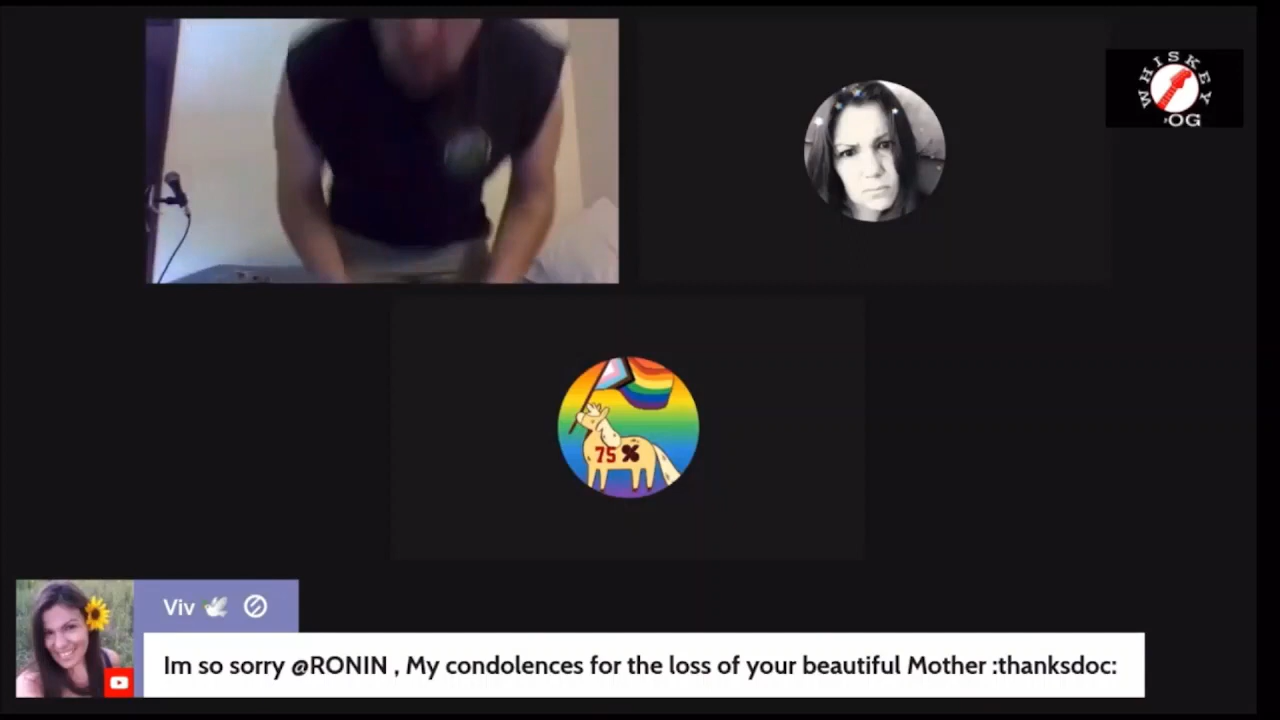 WHISKEY
OG
75%
Viv
Im so sorry @RONIN , My condolences for the loss of your beautiful Mother :thanksdoc: